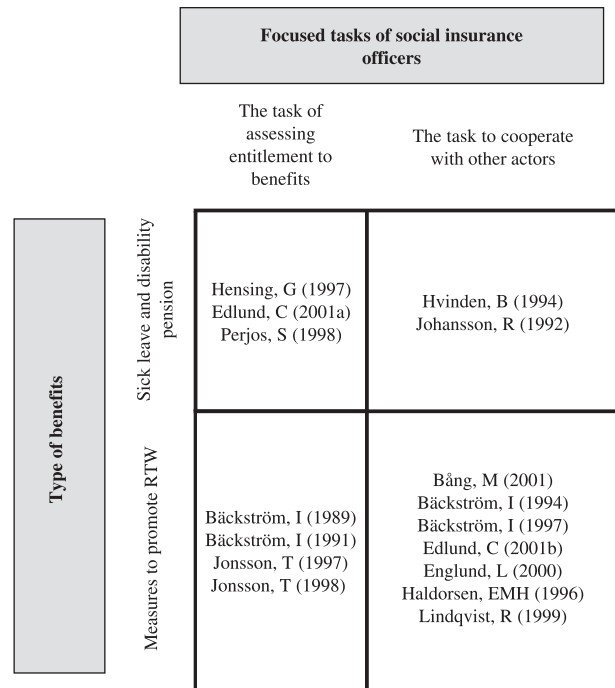 Focused tasks of social insurance
officers
The task of
assessing
entitlement to
benefits
The task to cooperate
with other actors
Type of benefits
Sick leave and disability
pension
Hensing, G (1997)
Edlund, C (2001a)
Perjos, S (1998)
Hvinden, B (1994)
Johansson, R (1992)
Measures to promote RTW
Bäckström, I (1989)
Bäckström, I (1991)
Jonsson, T (1997)
Jonsson, T (1998)
Bång, M (2001)
Bäckström, I (1994)
Bäckström, I (1997)
Edlund, C (2001b)
Englund, L (2000)
Haldorsen, EMH (1996)
Lindqvist, R (1999)